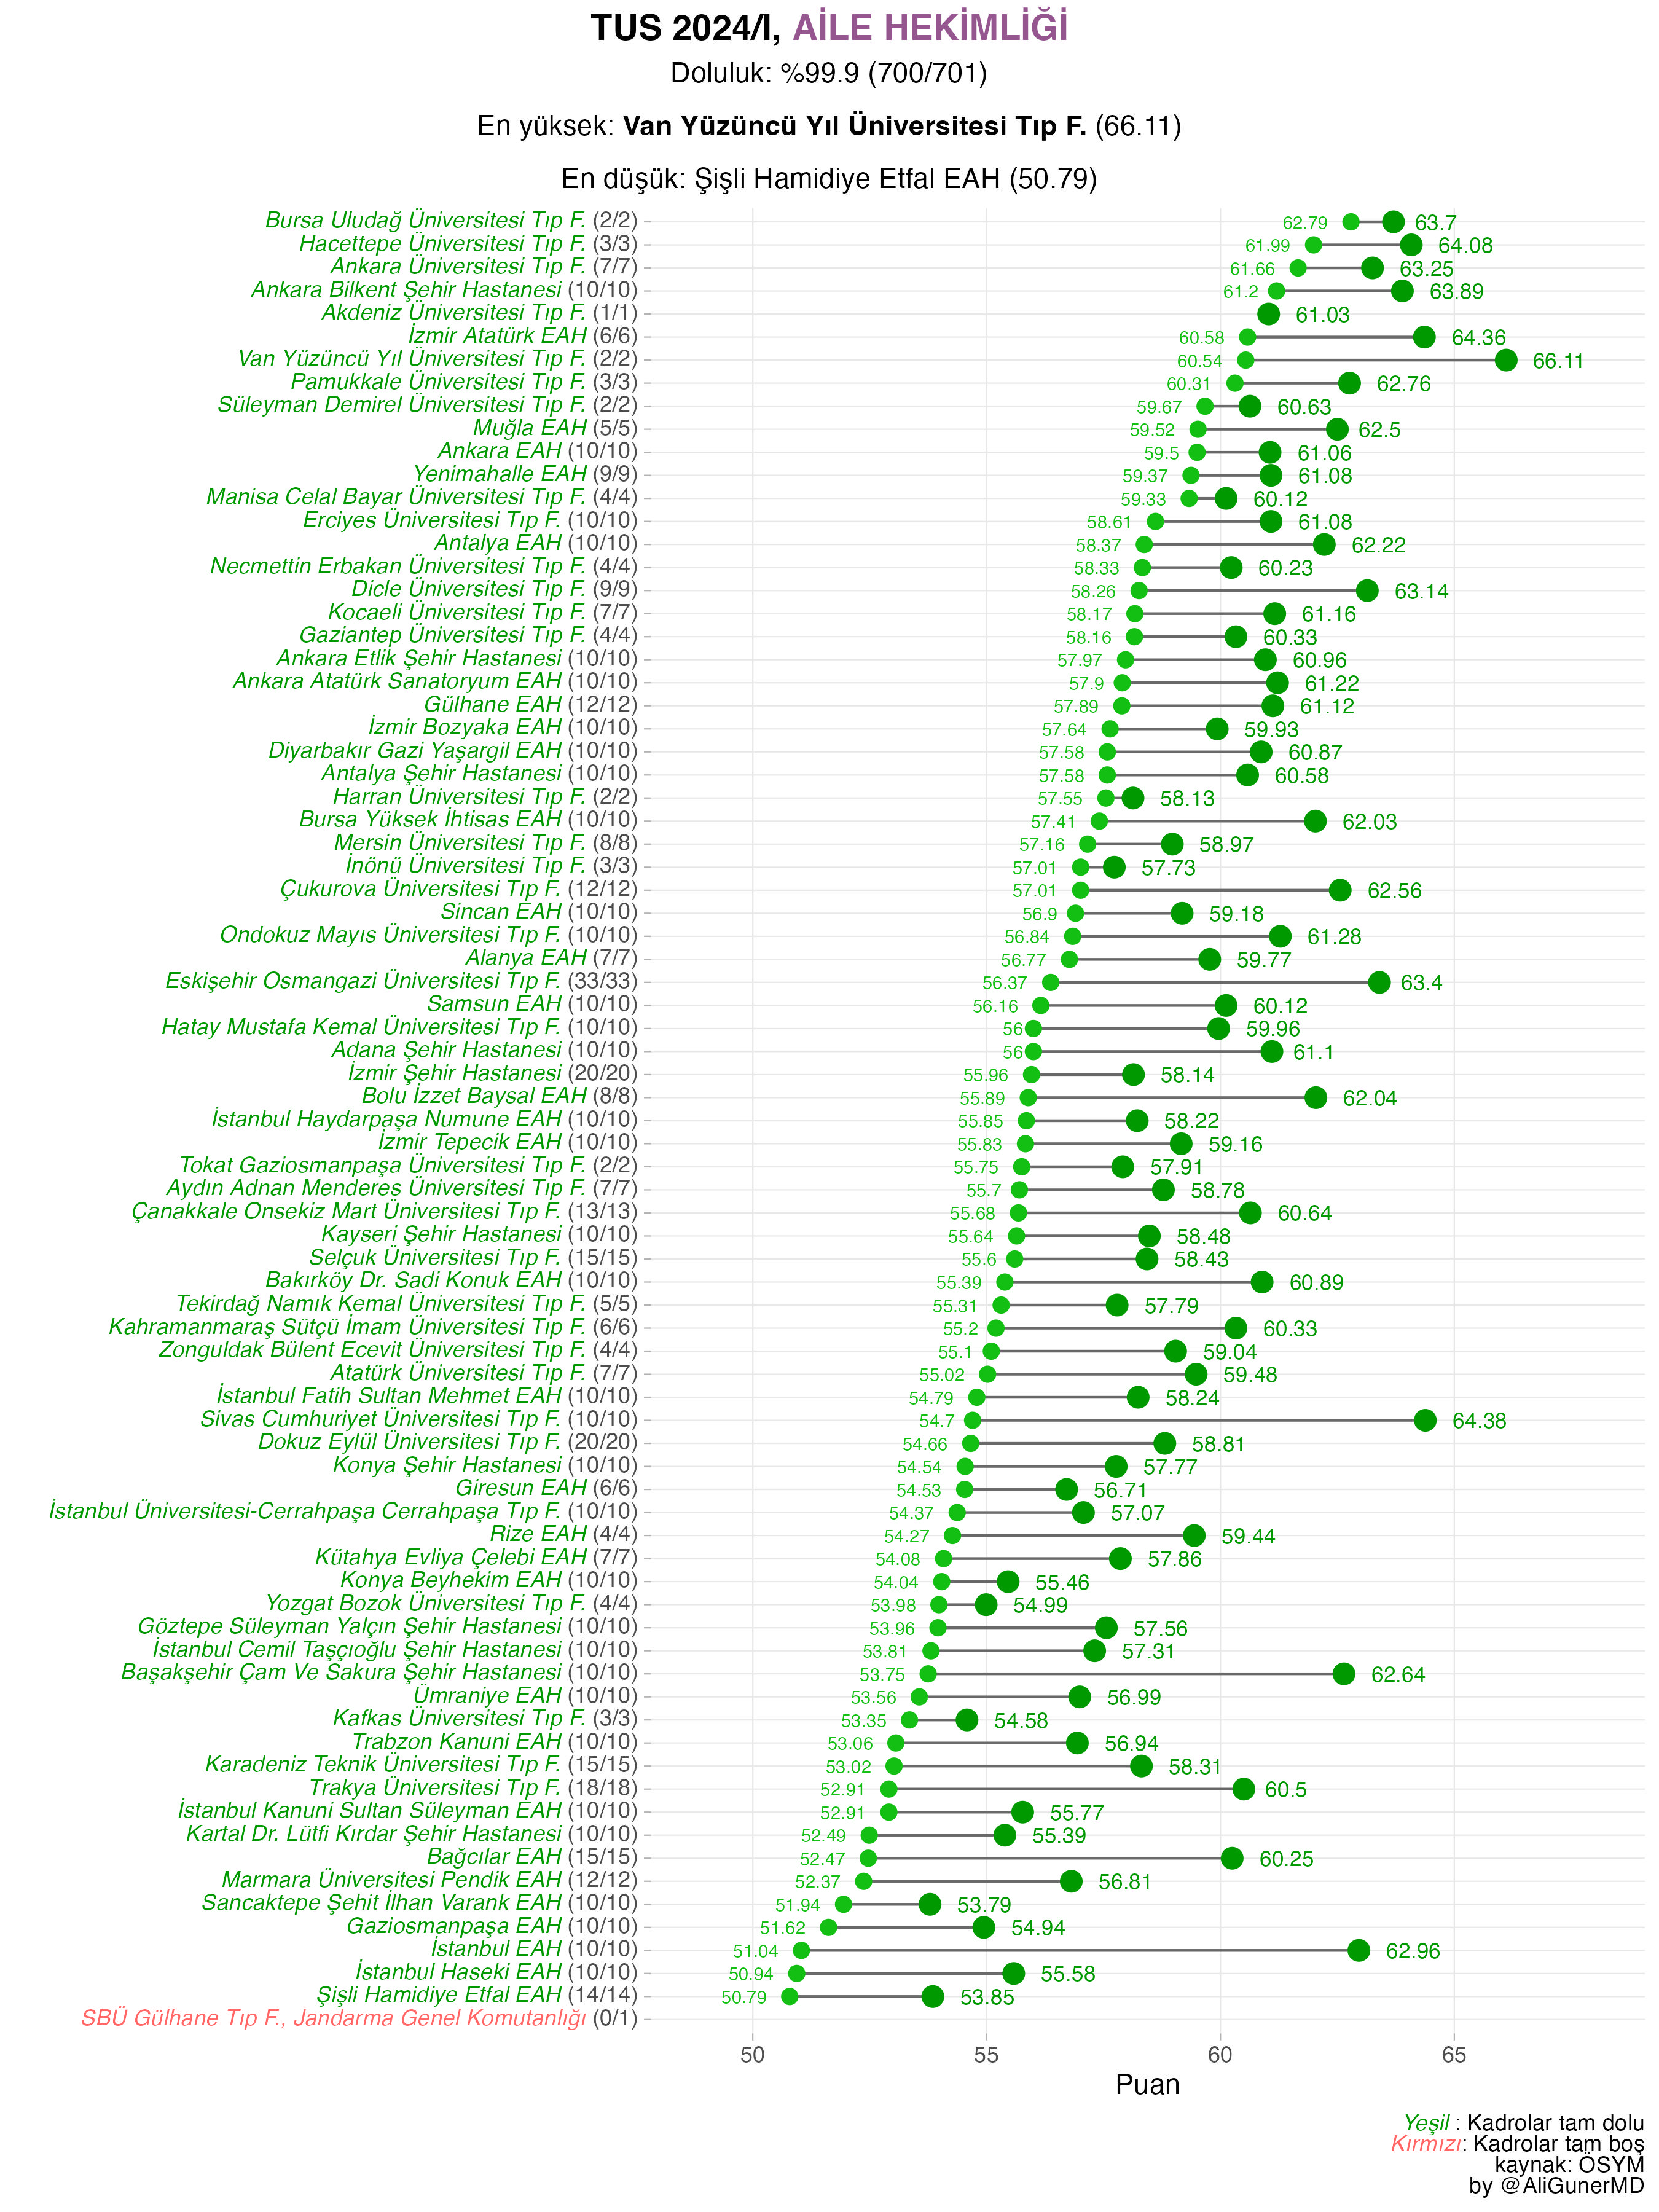 TUS 2024/I, AİLE HEKİMLİĞİ
Doluluk: %99.9 (700/701)
En yüksek: Van Yüzüncü Yıl Üniversitesi Tıp F. (66.11)
En düşük: Şişli Hamidiye Etfal EAH (50.79)
Bursa Uludağ Üniversitesi Tıp F. (2/2) 62.79 63.7
Hacettepe Üniversitesi Tıp F. (3/3) 61.99 64.08
Ankara Üniversitesi Tıp F. (7/7) 61.66 63.25
Ankara Bilkent Şehir Hastanesi (10/10) 61.2 63.89
Akdeniz Üniversitesi Tıp F. (1/1) 61.03
İzmir Atatürk EAH (6/6) 60.58 64.36
Van Yüzüncü Yıl Üniversitesi Tıp F. (2/2) 60.54 66.11
Pamukkale Üniversitesi Tıp F. (3/3) 60.31 62.76
Süleyman Demirel Üniversitesi Tıp F. (2/2) 59.67 60.63
Muğla EAH (5/5) 59.52 62.5
Ankara EAH (10/10) 59.5 61.06
Yenimahalle EAH (9/9) 59.37 61.08
Manisa Celal Bayar Üniversitesi Tıp F. (4/4) 59.33 60.12
Erciyes Üniversitesi Tıp F. (10/10) 58.61 61.08
Antalya EAH (10/10) 58.37 62.22
Necmettin Erbakan Üniversitesi Tıp F. (4/4) 58.33 60.23
Dicle Üniversitesi Tıp F. (9/9) 58.26 63.14
Kocaeli Üniversitesi Tıp F. (7/7) 58.17 61.16
Gaziantep Üniversitesi Tıp F. (4/4) 58.16 60.33
Ankara Etlik Şehir Hastanesi (10/10) 57.97 60.96
Ankara Atatürk Sanatoryum EAH (10/10) 57.9 61.22
Gülhane EAH (12/12) 57.89 61.12
İzmir Bozyaka EAH (10/10) 57.64 59.93
Diyarbakır Gazi Yaşargil EAH (10/10) 57.58 60.87
Antalya Şehir Hastanesi (10/10) 57.58 60.58
Harran Üniversitesi Tıp F. (2/2) 57.55 58.13
Bursa Yüksek İhtisas EAH (10/10) 57.41 62.03
Mersin Üniversitesi Tıp F. (8/8) 57.16 58.97
İnönü Üniversitesi Tıp F. (3/3) 57.01 57.73
Çukurova Üniversitesi Tıp F. (12/12) 57.01 62.56
Sincan EAH (10/10) 56.9 59.18
Ondokuz Mayıs Üniversitesi Tıp F. (10/10) 56.84 61.28
Alanya EAH (7/7) 56.77 59.77
Eskişehir Osmangazi Üniversitesi Tıp F. (33/33) 56.37 63.4
Samsun EAH (10/10) 56.16 60.12
Hatay Mustafa Kemal Üniversitesi Tıp F. (10/10) 56 59.96
Adana Şehir Hastanesi (10/10) 56 61.1
İzmir Şehir Hastanesi (20/20) 55.96 58.14
Bolu İzzet Baysal EAH (8/8) 55.89 62.04
İstanbul Haydarpaşa Numune EAH (10/10) 55.85 58.22
İzmir Tepecik EAH (10/10) 55.83 59.16
Tokat Gaziosmanpaşa Üniversitesi Tıp F. (2/2) 55.75 57.91
Aydın Adnan Menderes Üniversitesi Tıp F. (7/7) 55.7 58.78
Çanakkale Onsekiz Mart Üniversitesi Tıp F. (13/13) 55.68 60.64
Kayseri Şehir Hastanesi (10/10) 55.64 58.48
Selçuk Üniversitesi Tıp F. (15/15) 55.6 58.43
Bakırköy Dr. Sadi Konuk EAH (10/10) 55.39 60.89
Tekirdağ Namık Kemal Üniversitesi Tıp F. (5/5) 55.31 57.79
Kahramanmaraş Sütçü İmam Üniversitesi Tıp F. (6/6) 55.2 60.33
Zonguldak Bülent Ecevit Üniversitesi Tıp F. (4/4) 55.1 59.04
Atatürk Üniversitesi Tıp F. (7/7) 55.02 59.48
İstanbul Fatih Sultan Mehmet EAH (10/10) 54.79 58.24
Sivas Cumhuriyet Üniversitesi Tıp F. (10/10) 54.7 64.38
Dokuz Eylül Üniversitesi Tıp F. (20/20) 54.66 58.81
Konya Şehir Hastanesi (10/10) 54.54 57.77
Giresun EAH (6/6) 54.53 56.71
İstanbul Üniversitesi-Cerrahpaşa Cerrahpaşa Tıp F. (10/10) 54.37 57.07
Rize EAH (4/4) 54.27 59.44
Kütahya Evliya Çelebi EAH (7/7) 54.08 57.86
Konya Beyhekim EAH (10/10) 54.04 55.46
Yozgat Bozok Üniversitesi Tıp F. (4/4) 53.98 54.99
Göztepe Süleyman Yalçın Şehir Hastanesi (10/10) 53.96 57.56
İstanbul Cemil Taşçıoğlu Şehir Hastanesi (10/10) 53.81 57.31
Başakşehir Çam Ve Sakura Şehir Hastanesi (10/10) 53.75 62.64
Ümraniye EAH (10/10) 53.56 56.99
Kafkas Üniversitesi Tıp F. (3/3) 53.35 54.58
Trabzon Kanuni EAH (10/10) 53.06 56.94
Karadeniz Teknik Üniversitesi Tıp F. (15/15) 53.02 58.31
Trakya Üniversitesi Tıp F. (18/18) 52.91 60.5
İstanbul Kanuni Sultan Süleyman EAH (10/10) 52.91 55.77
Kartal Dr. Lütfi Kırdar Şehir Hastanesi (10/10) 52.49 55.39
Bağcılar EAH (15/15) 52.47 60.25
Marmara Üniversitesi Pendik EAH (12/12) 52.37 56.81
Sancaktepe Şehit İlhan Varank EAH (10/10) 51.94 53.79
Gaziosmanpaşa EAH (10/10) 51.62 54.94
İstanbul EAH (10/10) 51.04 62.96
İstanbul Haseki EAH (10/10) 50.94 55.58
Şişli Hamidiye Etfal EAH (14/14) 50.79 53.85
SBÜ Gülhane Tıp F., Jandarma Genel Komutanlığı (0/1)
50 55 60 65
Puan
Yeşil : Kadrolar tam dolu
Kırmızı: Kadrolar tam boş
kaynak: ÖSYM
by @AliGunerMD